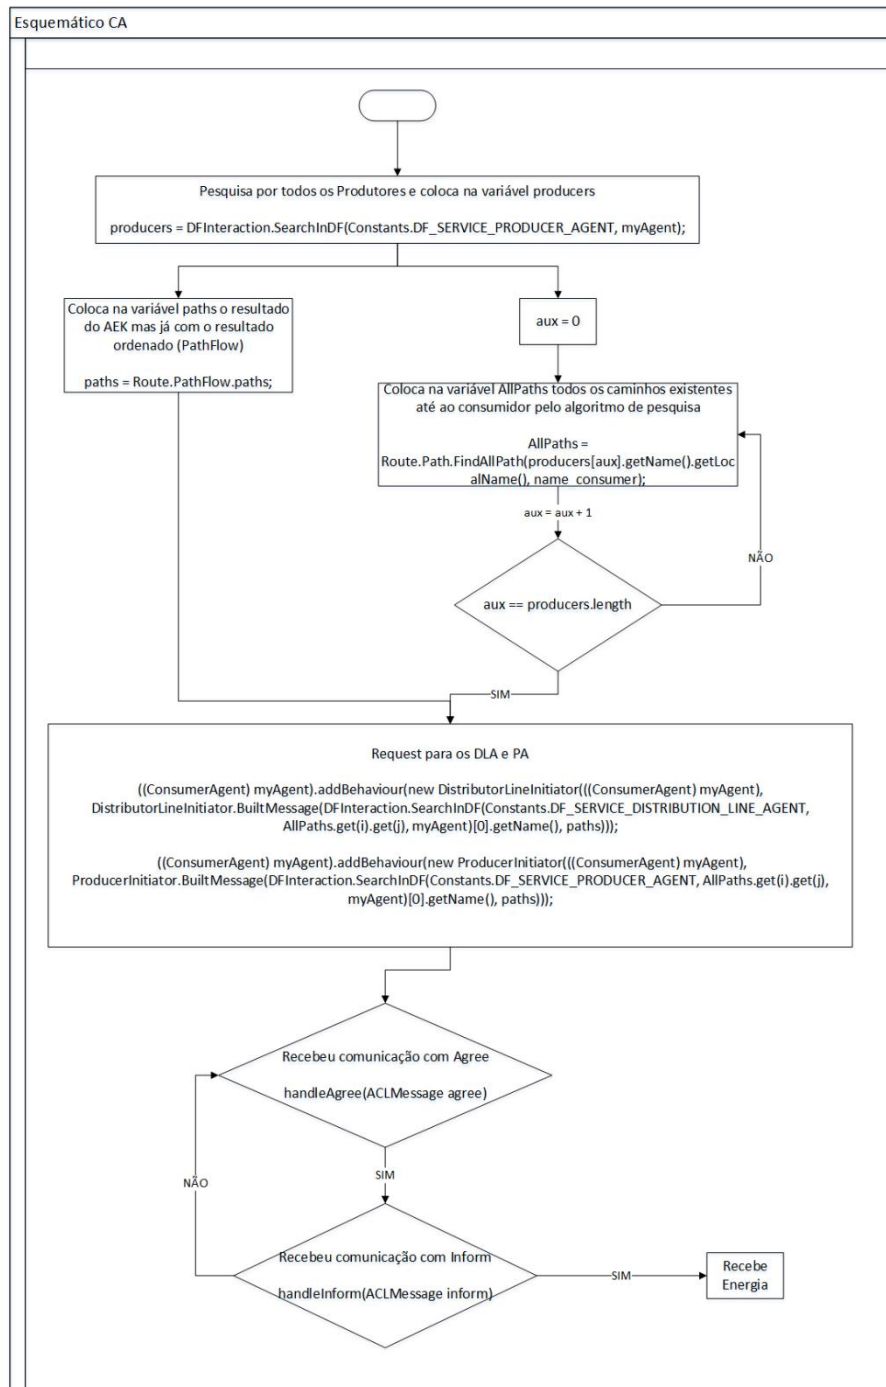 Esquemático CA
Pesquisa por todos os Produtores e coloca na variável producers
producers = DFInteraction.SearchInDF(Constants.DF_SERVICE_PRODUCER_AGENT, myAgent);
Coloca na variável paths o resultado
do AEK mas já com o resultado
ordenado (PathFlow)
paths = Route.PathFlow.paths;
aux = 0
Coloca na variável AllPaths todos os caminhos existentes
até ao consumidor pelo algoritmo de pesquisa
AllPaths =
Route.Path.FindAllPath(producers[aux].getName().getLoc
alName(), name_consumer);
aux = aux + 1
NÃO
aux == producers.length
SIM
Request para os DLA e PA
((ConsumerAgent) myAgent).addBehaviour(new DistributorLineInitiator(((ConsumerAgent) myAgent),
DistributorLineInitiator.BuiltMessage(DFInteraction.SearchInDF(Constants.DF_SERVICE_DISTRIBUTION_LINE_AGENT,
AllPaths.get(i).get(j), myAgent)[0].getName(), paths)));
((ConsumerAgent) myAgent).addBehaviour(new ProducerInitiator(((ConsumerAgent) myAgent),
ProducerInitiator.BuiltMessage(DFInteraction.SearchInDF(Constants.DF_SERVICE_PRODUCER_AGENT, AllPaths.get(i).get(j),
myAgent)[0].getName(), paths)));
Recebeu comunicação com Agree
handleAgree(ACLMessage agree)
SIM
NÃO
Recebeu comunicação com Inform
handleInform(ACLMessage inform)
SIM
Recebe
Energia